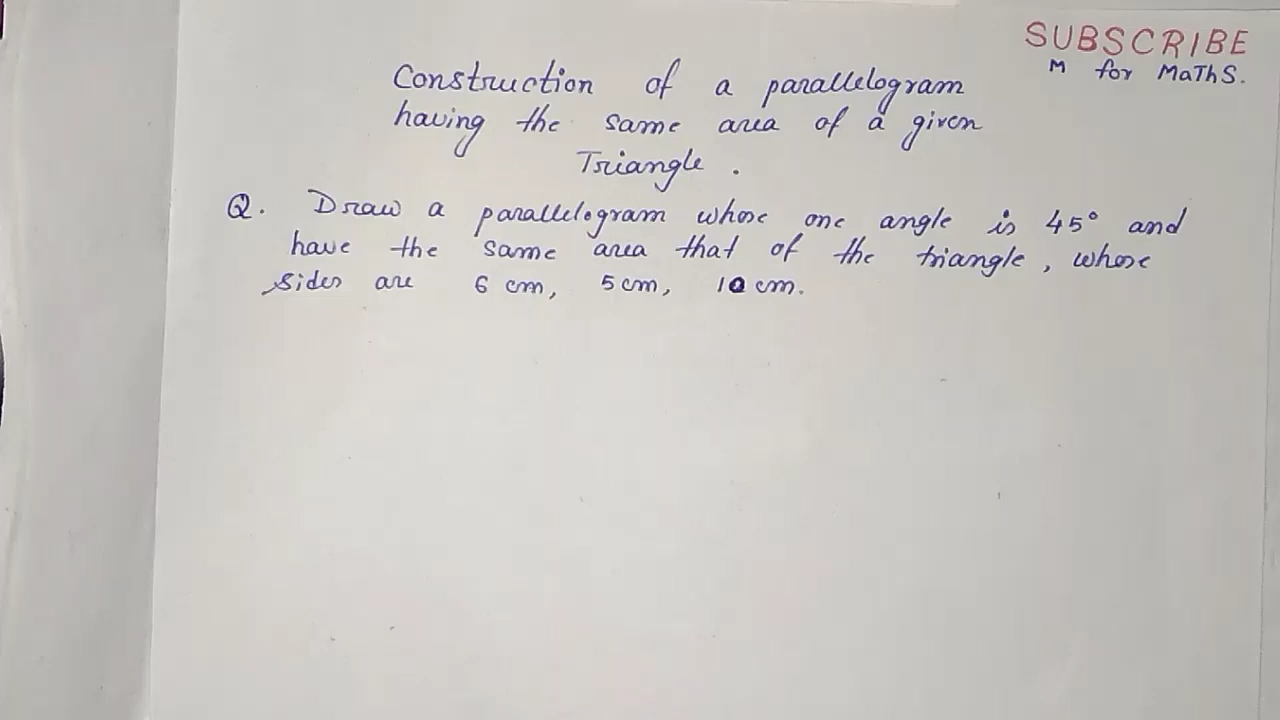 SUBSCRIBE
M for MaThS.
Construction of a parallelogram
having the same area of a given
Triangle.
Q. Draw a parallelogram whose one angle is 45° and
have the same area that of the triangle, whose
sides are 6 cm, 5 cm, 10 cm.